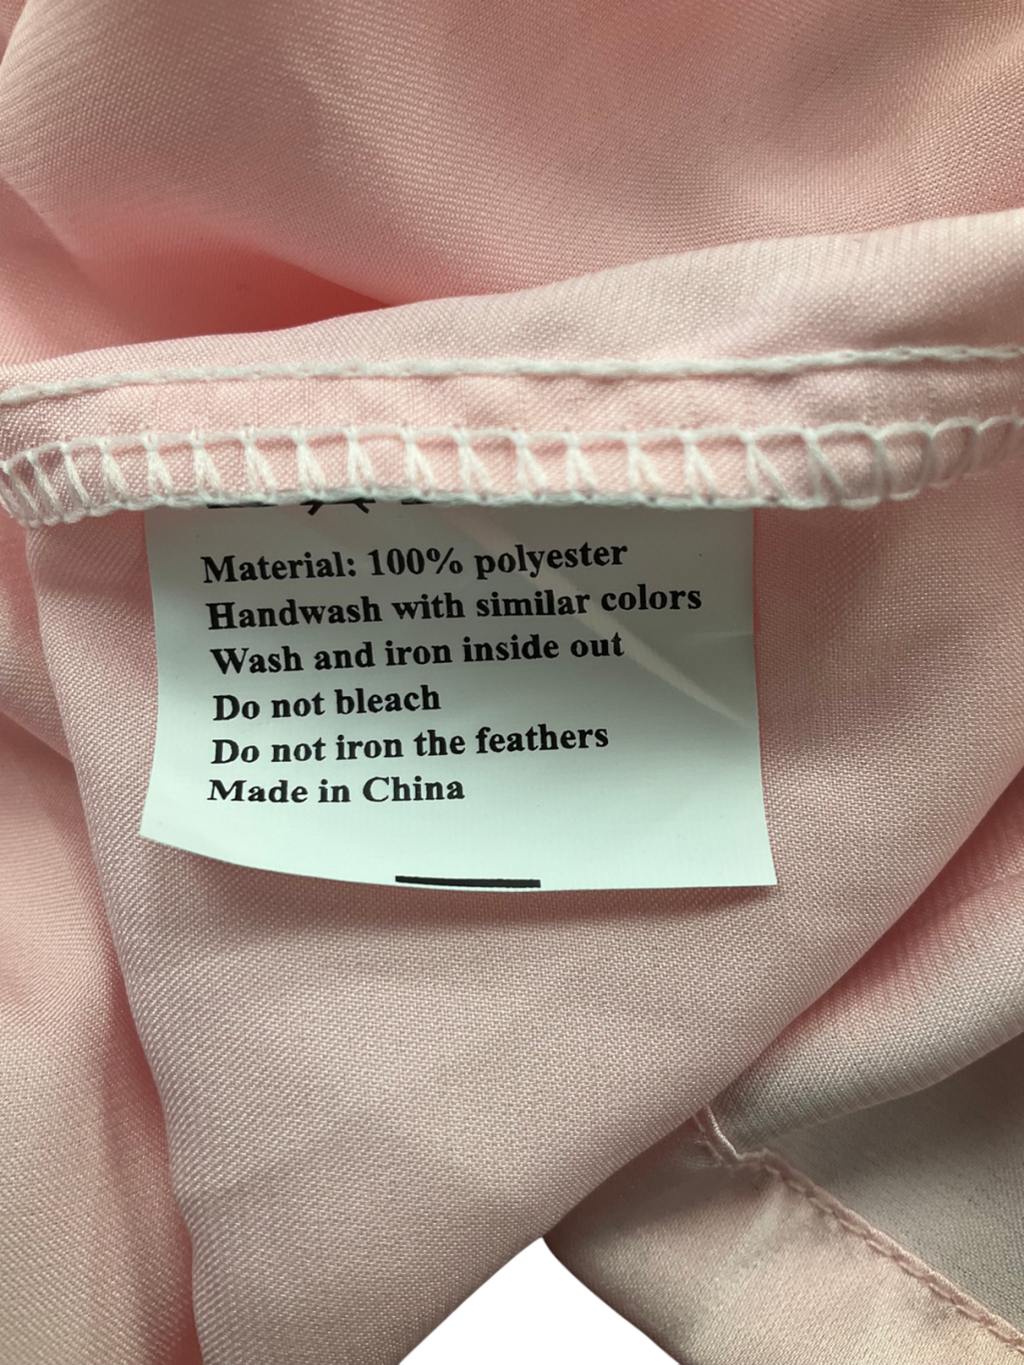 Material: 100% polyester
Handwash with similar colors
Wash and iron inside out
Do not bleach
Do not iron the feathers
Made in China